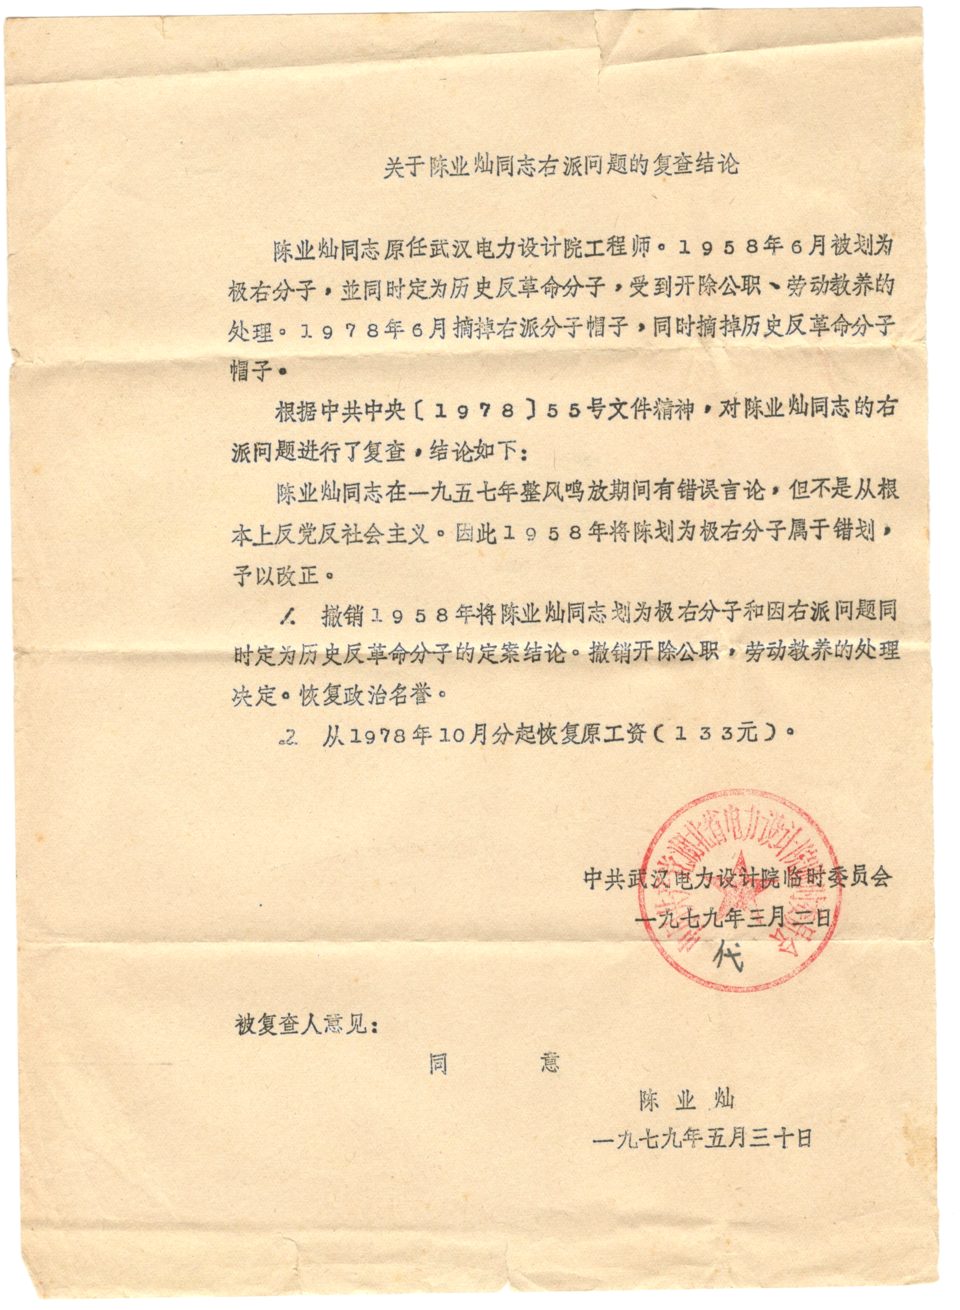 关于陈业灿同志右派问题的复查结论
陈业灿同志原任武汉电力设计院工程师。1958年6月被划为
极右分子，並同时定为历史反革命分子，受到开除公职、劳动教养的
处理。1978年6月摘掉右派分子帽子，同时摘掉历史反革命分子
帽子。
根据中共中央〔1978〕55号文件精神，对陈业灿同志的右
派问题进行了复查，结论如下：
陈业灿同志在一九五七年整风鸣放期间有错误言论，但不是从根
本上反党反社会主义。因此1958年将陈划为极右分子属于错划，
予以改正。
1. 撤销1958年将陈业灿同志划为极右分子和因右派问题同
时定为历史反革命分子的定案结论。撤销开除公职，劳动教养的处理
决定。恢复政治名誉。
2. 从1978年10月分起恢复原工资（133元）。
中共武汉电力设计院临时委员会
一九七九年三月二日
代
被复查人意见：
同 意
陈 业 灿
一九七九年五月三十日